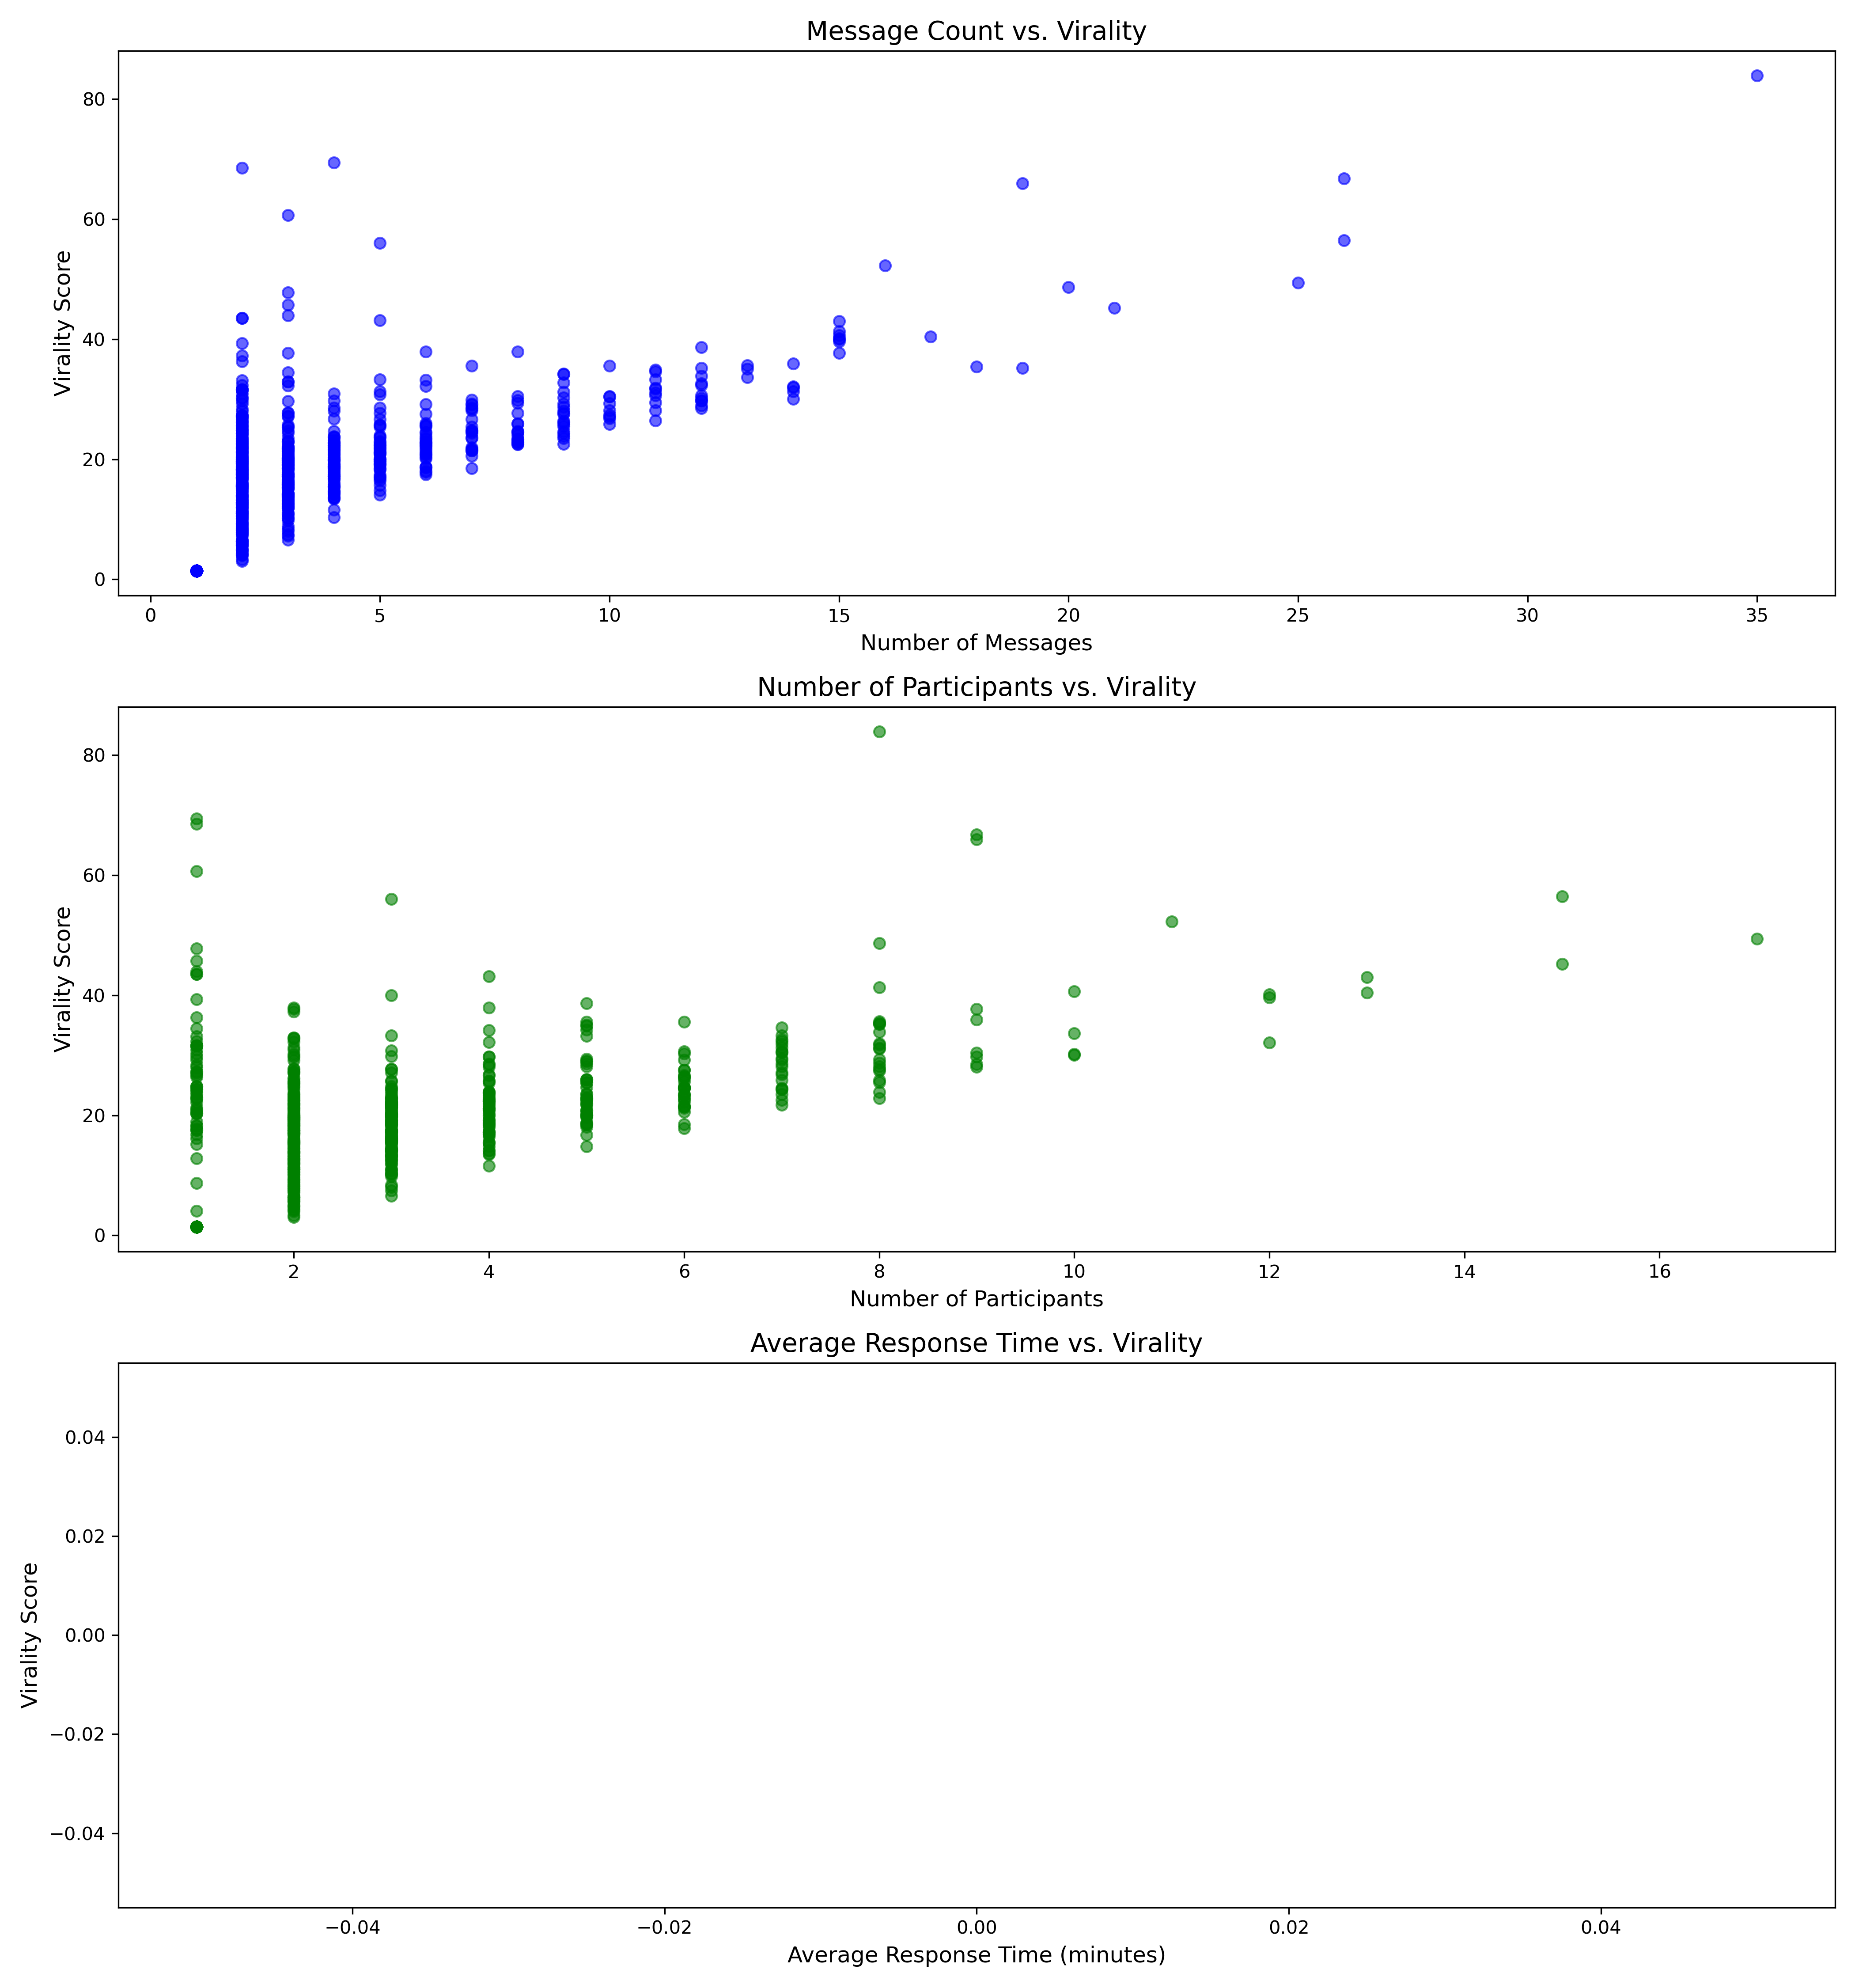 Message Count vs. Virality
80
60
40
20
0
Virality Score
0 5 10 15 20 25 30 35
Number of Messages
Number of Participants vs. Virality
80
60
40
20
0
Virality Score
2 4 6 8 10 12 14 16
Number of Participants
Average Response Time vs. Virality
0.04
0.02
0.00
−0.02
−0.04
Virality Score
−0.04 −0.02 0.00 0.02 0.04
Average Response Time (minutes)